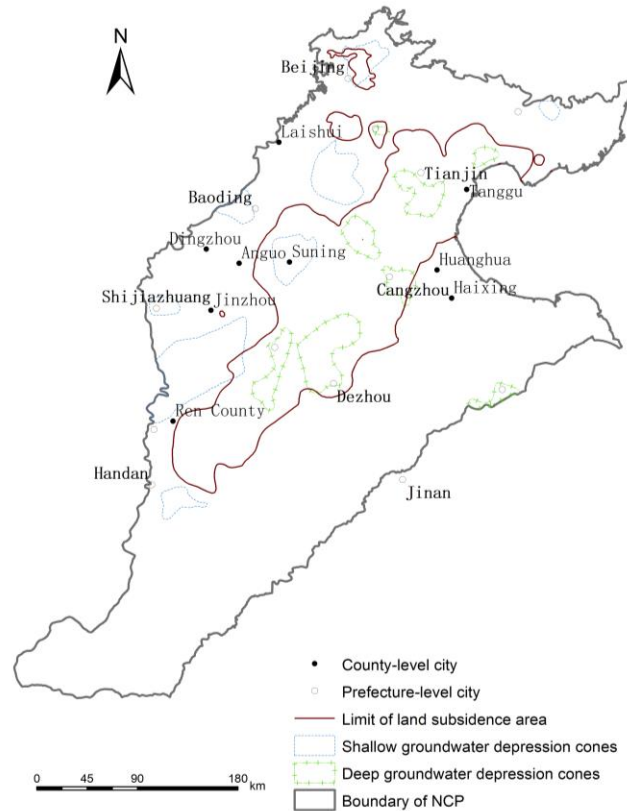 N
Beijing
Laishui
Tianjin
Tanggu
Baoding
Dingzhou
Anguo
Suning
Huanghua
Cangzhou
Haixing
Shijiazhuang
Jinzhou
Dezhou
Ren County
Handan
Jinan
County-level city
Prefecture-level city
Limit of land subsidence area
Shallow groundwater depression cones
Deep groundwater depression cones
Boundary of NCP
0 45 90 180 km